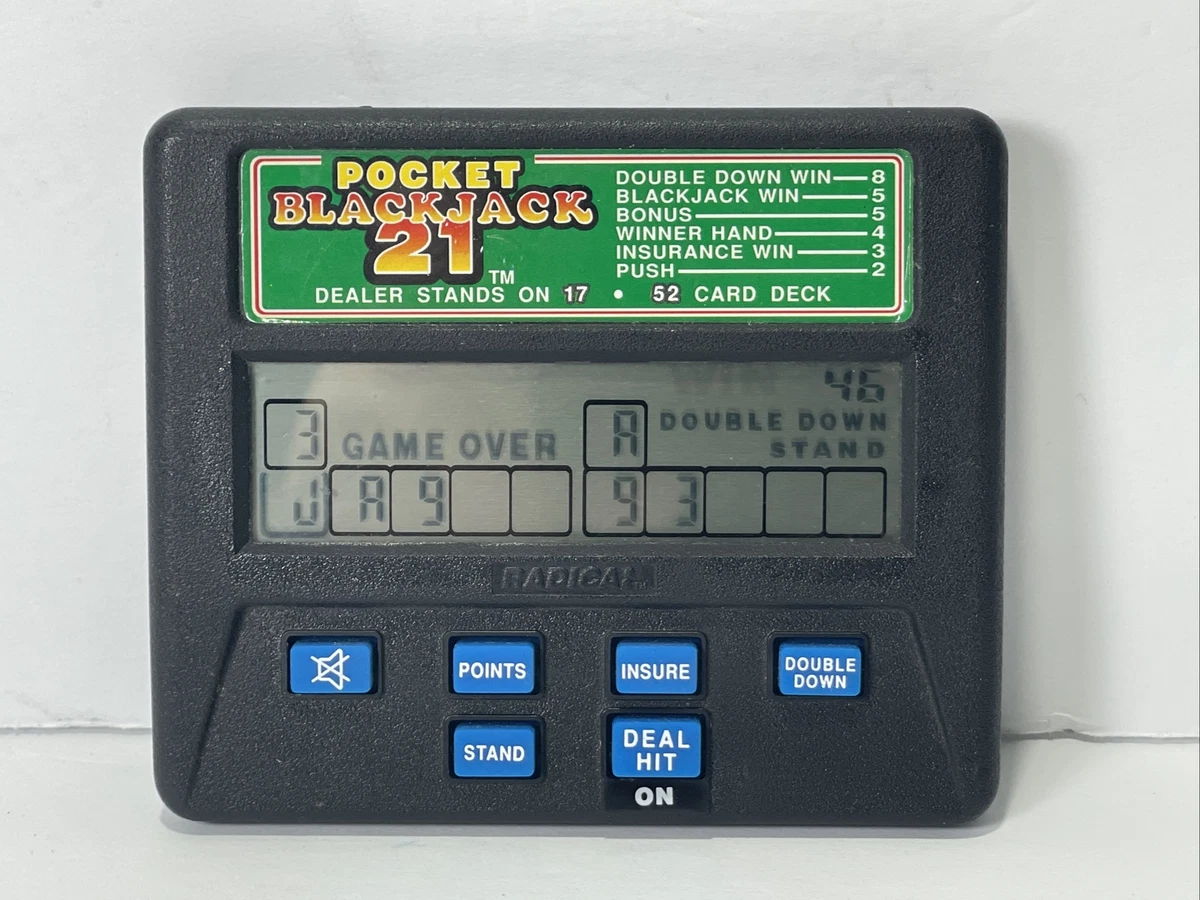 POCKET
BLACKJACK
21 TM
DOUBLE DOWN WIN 8
BLACKJACK WIN 5
BONUS 5
WINNER HAND 4
INSURANCE WIN 3
PUSH 2
DEALER STANDS ON 17 • 52 CARD DECK
WIN 46
3 GAME OVER A DOUBLE DOWN
STAND
J A 9 9 3
RADICA
POINTS INSURE DOUBLE
DOWN
STAND DEAL
HIT
ON